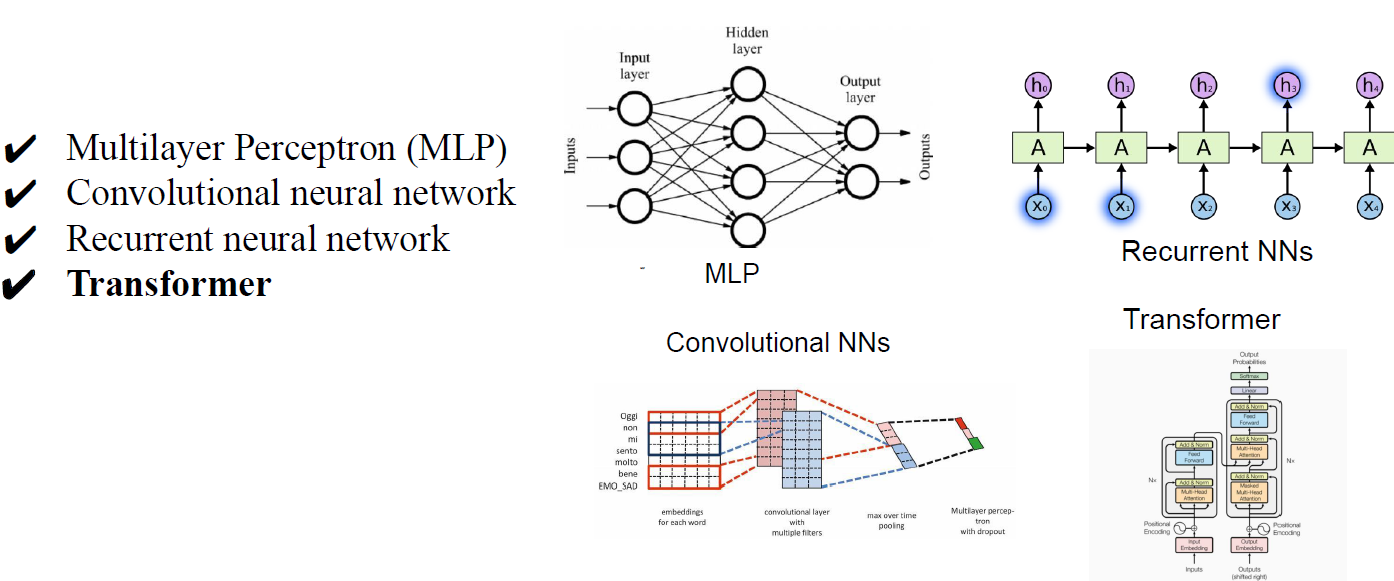 ✔ Multilayer Perceptron (MLP)
✔ Convolutional neural network
✔ Recurrent neural network
✔ Transformer
Hidden
layer
Input
layer
Output
layer
Inputs
Outputs
MLP
h₀ h₁ h₂ h₃ h₄
A A A A A
x₀ x₁ x₂ x₃ x₄
Recurrent NNs
Convolutional NNs
Oggi
non
mi
sento
molto
bene
EMO_SAD
embeddings
for each word
convolutional layer
with
multiple filters
max over time
pooling
Multilayer percep-
tron
with dropout
Transformer
Output
Probabilities
Softmax
Linear
Add & Norm
Feed
Forward
Add & Norm
Multi-Head
Attention
Add & Norm
Masked
Multi-Head
Attention
N×
Add & Norm
Feed
Forward
Add & Norm
Multi-Head
Attention
N×
Positional
Encoding
Positional
Encoding
Input
Embedding
Output
Embedding
Inputs
Outputs
(shifted right)